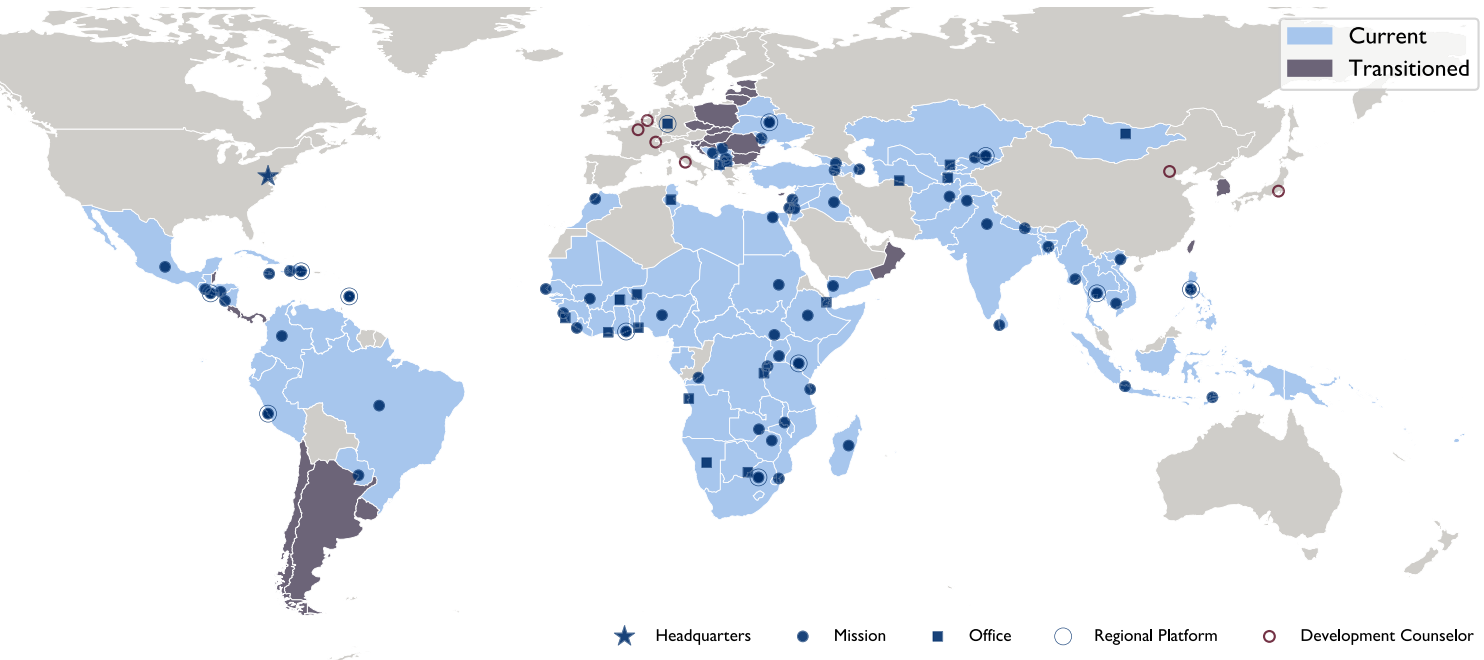 Current
Transitioned
Headquarters
Mission
Office
Regional Platform
Development Counselor